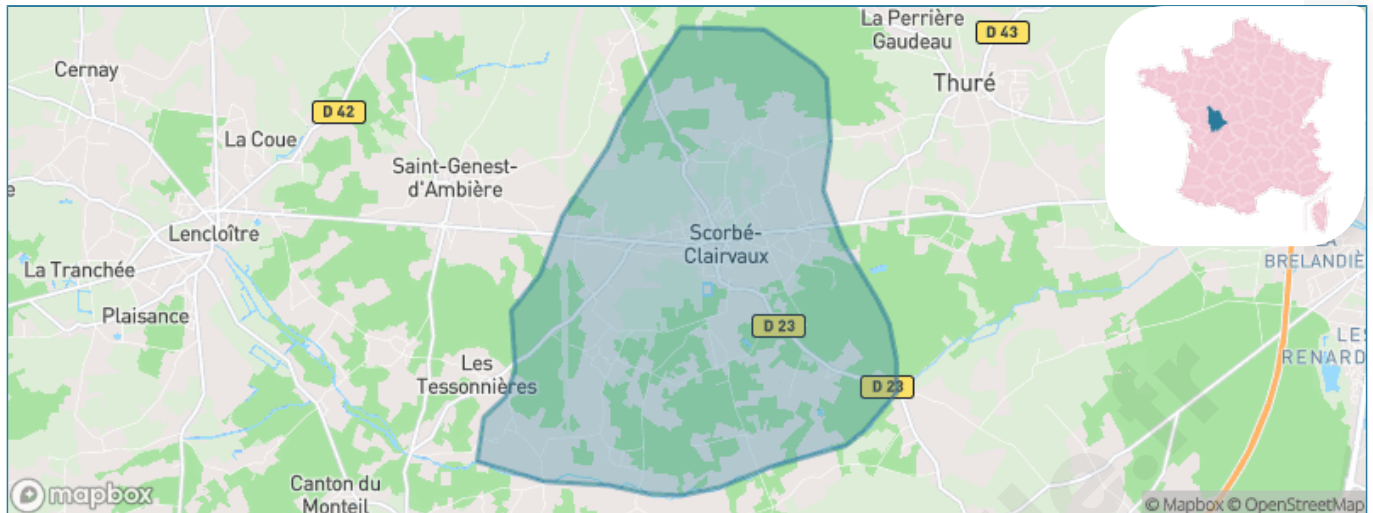 La Perrière
Gaudeau
D 43
Cernay
Thuré
D 42
La Coue
Saint-Genest-
d'Ambière
Lencloître
Scorbé-
Clairvaux
La Tranchée
BRELANDIÈ
Plaisance
D 23
LES
RENARD
Les
Tessonnières
D 23
Canton du
Monteil
mapbox
© Mapbox © OpenStreetMap